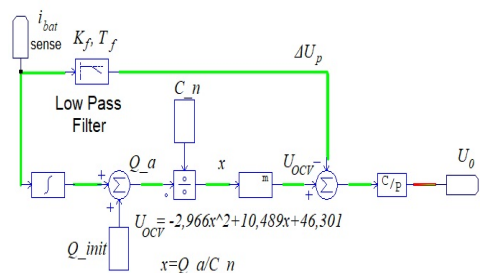 i_bat
sense
K_f, T_f
ΔU_p
Low Pass
Filter
C_n
Q_a
x
U_OCV
U_0
∫
+
Σ
+
÷
m
−
+
Σ
C/P
U_OCV = -2,966x^2+10,489x+46,301
Q_init
x=Q_a/C_n